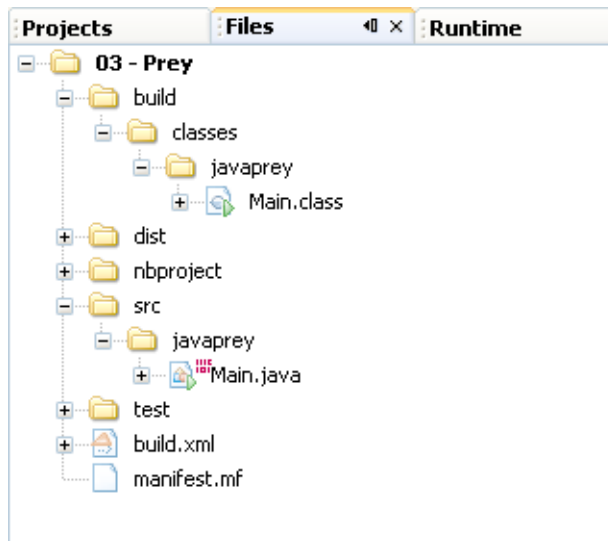 Projects Files Runtime
03 - Prey
build
classes
javaprey
Main.class
dist
nbproject
src
javaprey
Main.java
test
build.xml
manifest.mf